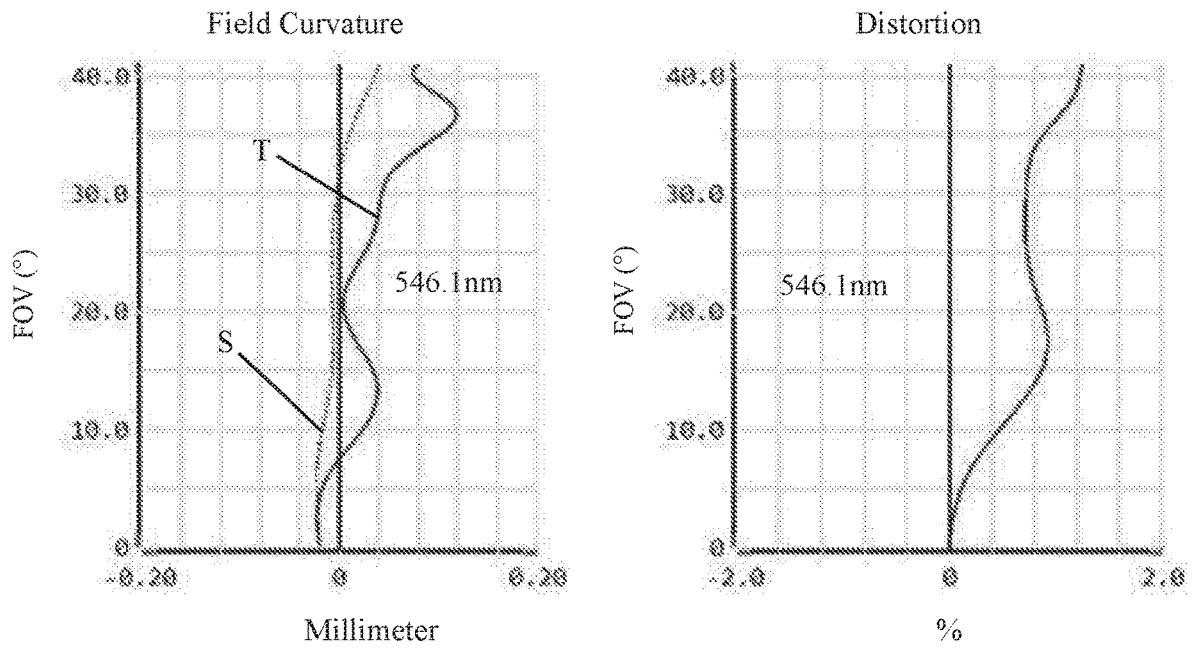 Field Curvature
40.0
30.0
20.0
10.0
0
FOV (°)
T
S
546.1nm
-0.20
0
0.20
Millimeter
Distortion
40.0
30.0
20.0
10.0
0
FOV (°)
546.1nm
-2.0
0
2.0
%